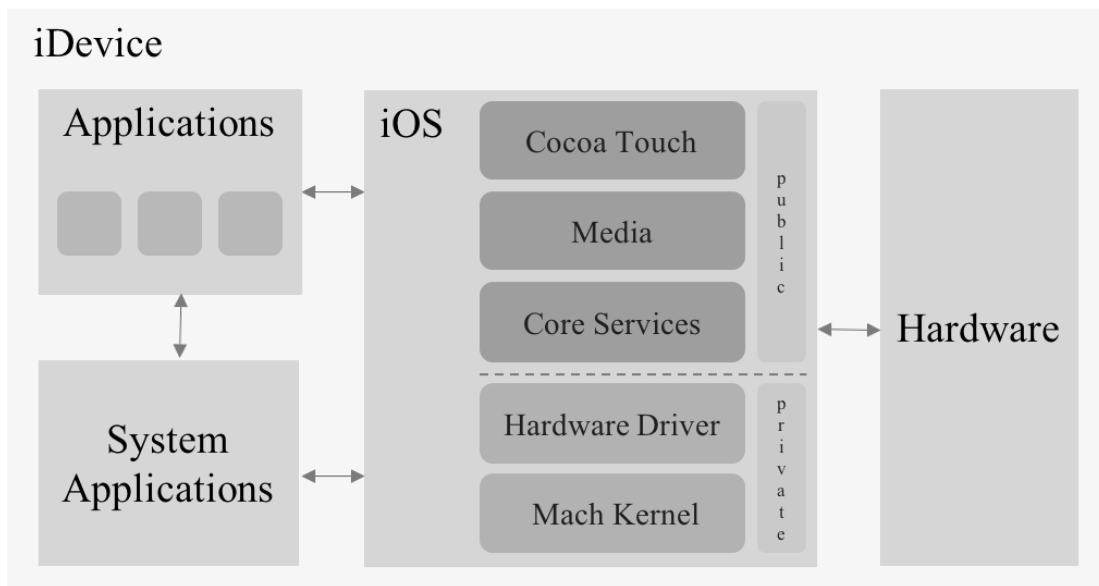 iDevice
Applications
System
Applications
iOS
Cocoa Touch
Media
Core Services
public
Hardware Driver
Mach Kernel
private
Hardware